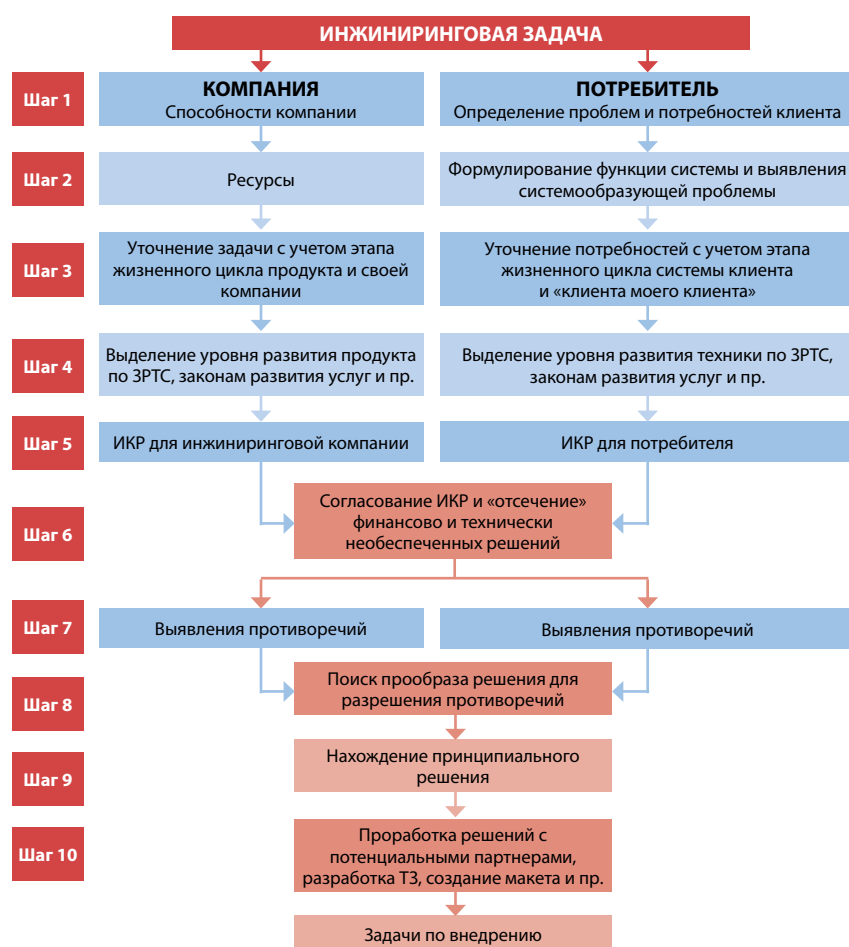 ИНЖИНИРИНГОВАЯ ЗАДАЧА
Шаг 1
КОМПАНИЯ
Способности компании
ПОТРЕБИТЕЛЬ
Определение проблем и потребностей клиента
Шаг 2
Ресурсы
Формулирование функции системы и выявления
системообразующей проблемы
Шаг 3
Уточнение задачи с учетом этапа
жизненного цикла продукта и своей
компании
Уточнение потребностей с учетом этапа
жизненного цикла системы клиента
и «клиента моего клиента»
Шаг 4
Выделение уровня развития продукта
по ЗРТС, законам развития услуг и пр.
Выделение уровня развития техники по ЗРТС,
законам развития услуг и пр.
Шаг 5
ИКР для инжиниринговой компании
ИКР для потребителя
Шаг 6
Согласование ИКР и «отсечение»
финансово и технически
необеспеченных решений
Шаг 7
Выявления противоречий
Выявления противоречий
Шаг 8
Поиск прообраза решения для
разрешения противоречий
Шаг 9
Нахождение принципиального
решения
Шаг 10
Проработка решений с
потенциальными партнерами,
разработка ТЗ, создание макета и пр.
Задачи по внедрению